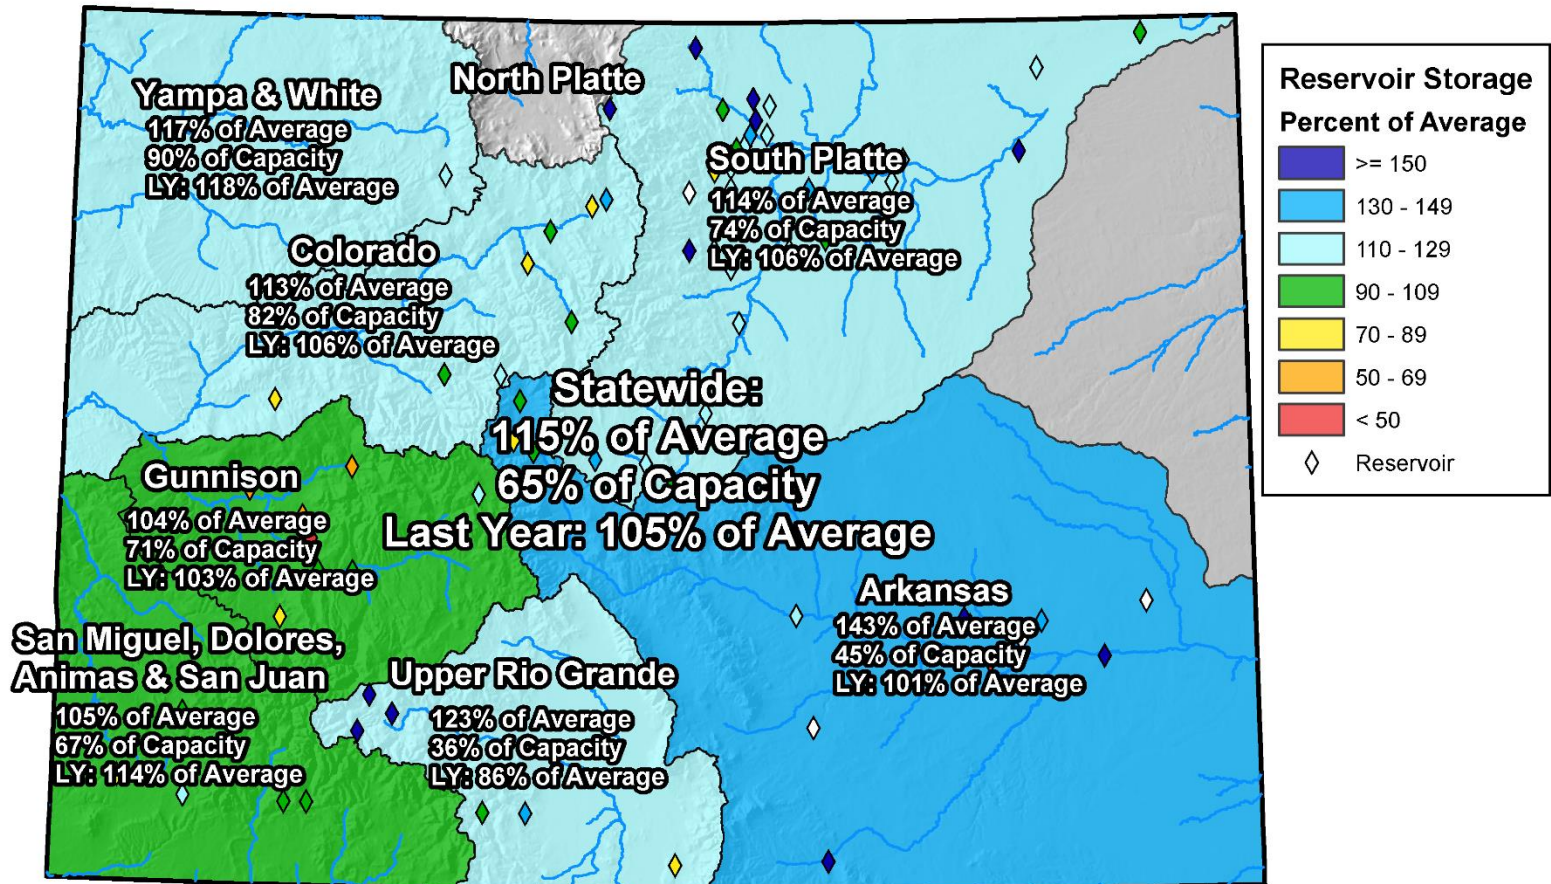 North Platte
Yampa & White
117% of Average
90% of Capacity
LY: 118% of Average
South Platte
114% of Average
74% of Capacity
LY: 106% of Average
Colorado
113% of Average
82% of Capacity
LY: 106% of Average
Statewide:
115% of Average
65% of Capacity
Last Year: 105% of Average
Gunnison
104% of Average
71% of Capacity
LY: 103% of Average
Arkansas
143% of Average
45% of Capacity
LY: 101% of Average
San Miguel, Dolores,
Animas & San Juan
105% of Average
67% of Capacity
LY: 114% of Average
Upper Rio Grande
123% of Average
36% of Capacity
LY: 86% of Average
Reservoir Storage
Percent of Average
>= 150
130 - 149
110 - 129
90 - 109
70 - 89
50 - 69
< 50
Reservoir